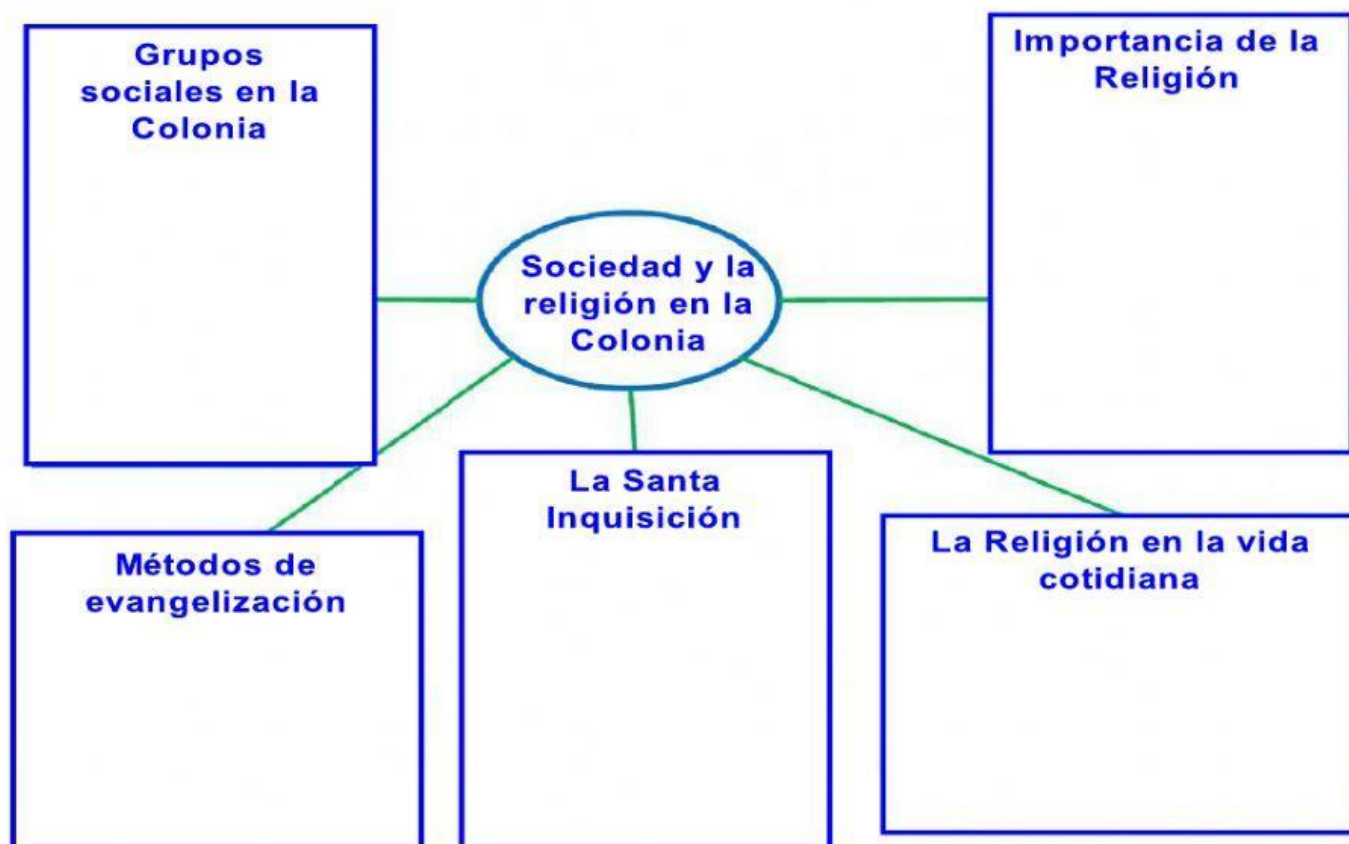 Grupos
sociales en la
Colonia
Importancia de la
Religión
Sociedad y la
religión en la
Colonia
La Santa
Inquisición
Métodos de
evangelización
La Religión en la vida
cotidiana